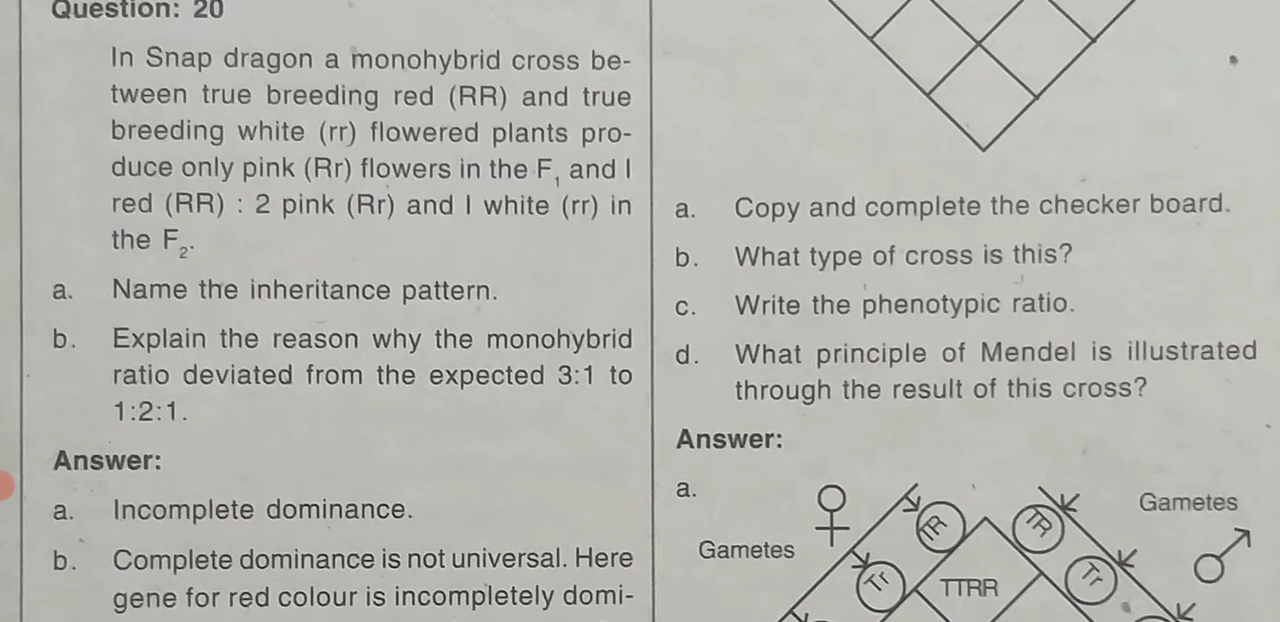 Question: 20
In Snap dragon a monohybrid cross be-
tween true breeding red (RR) and true
breeding white (rr) flowered plants pro-
duce only pink (Rr) flowers in the F₁ and I
red (RR) : 2 pink (Rr) and I white (rr) in
the F₂.
a. Name the inheritance pattern.
b. Explain the reason why the monohybrid
ratio deviated from the expected 3:1 to
1:2:1.
Answer:
a. Incomplete dominance.
b. Complete dominance is not universal. Here
gene for red colour is incompletely domi-
a. Copy and complete the checker board.
b. What type of cross is this?
c. Write the phenotypic ratio.
d. What principle of Mendel is illustrated
through the result of this cross?
Answer:
a.
♀ Gametes
TR
Tr
TTRR
TR
Tr
Gametes ♂